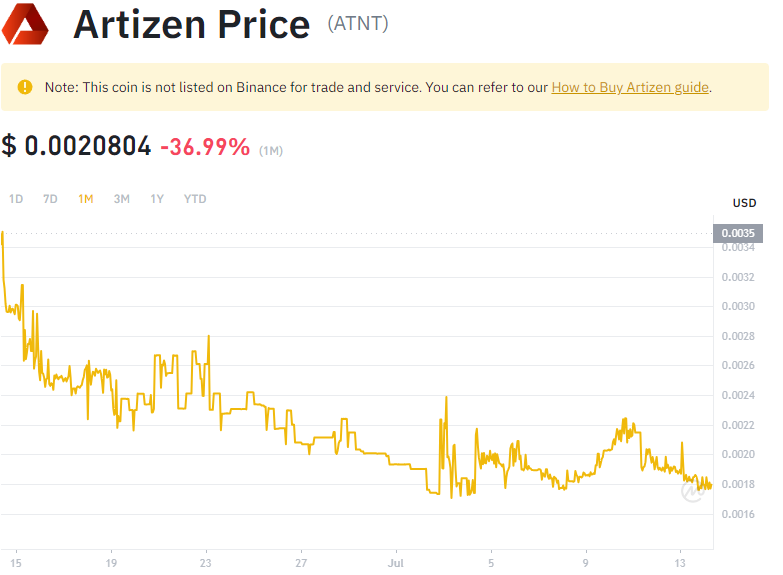 Artizen Price (ATNT)
Note: This coin is not listed on Binance for trade and service. You can refer to our How to Buy Artizen guide.
$ 0.0020804 -36.99% (1M)
1D 7D 1M 3M 1Y YTD
USD
0.0035
0.0034
0.0032
0.0030
0.0028
0.0026
0.0024
0.0022
0.0020
0.0018
0.0016
15 19 23 27 Jul 5 9 13